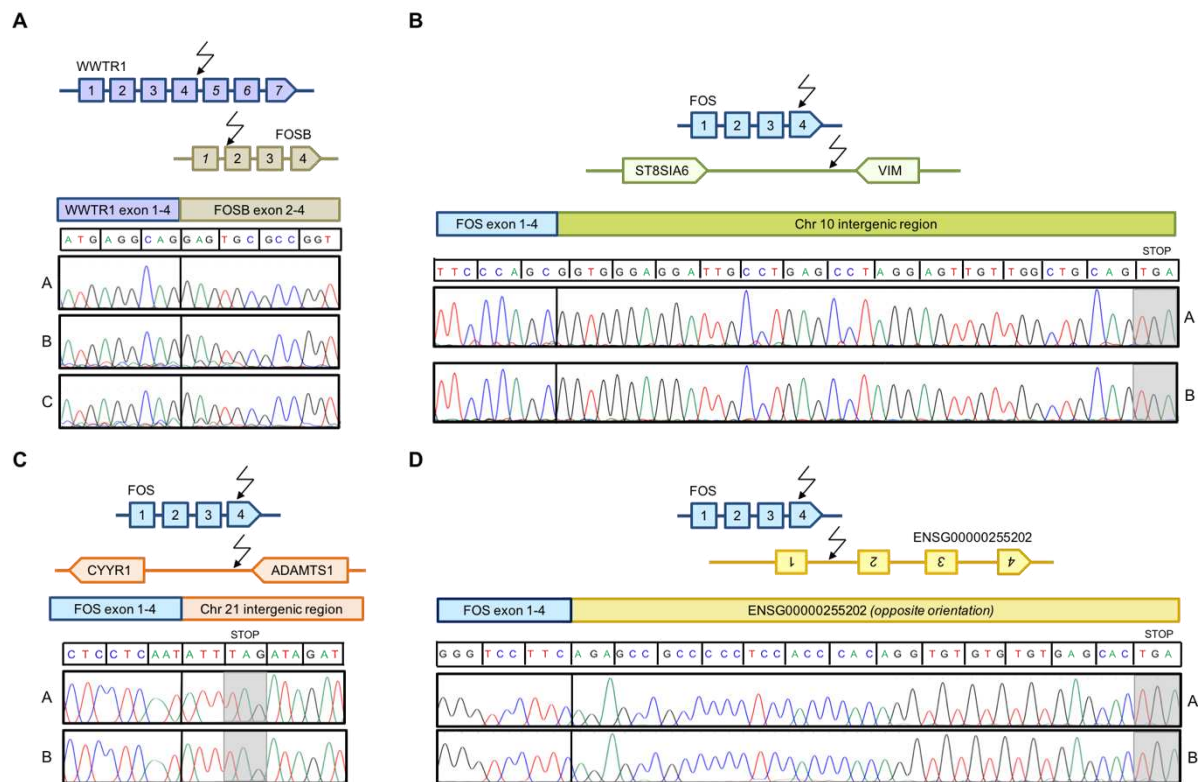 A
WWTR1
1 2 3 4 5 6 7
FOSB
1 2 3 4
WWTR1 exon 1-4 FOSB exon 2-4
A T G A G G C A G G A G T G C G C C G G T
A
B
C
B
FOS
1 2 3 4
ST8SIA6 VIM
FOS exon 1-4 Chr 10 intergenic region
STOP
T T C C C A G C G G T G G G A G G A T T G C C T G A G C C T A G G A G T T G T T G G C T G C A G T G A
A
B
C
FOS
1 2 3 4
CYYR1 ADAMTS1
FOS exon 1-4 Chr 21 intergenic region
STOP
C T C C T C A A T A T T T A G A T A G A T
A
B
D
FOS
1 2 3 4
ENSG00000255202
1 2 3 4
FOS exon 1-4 ENSG00000255202 (opposite orientation)
STOP
G G G T C C T T C A G A G C C G C C C C C T C C A C C C A C A G G T G T G T G T G T G A G C A C T G A
A
B